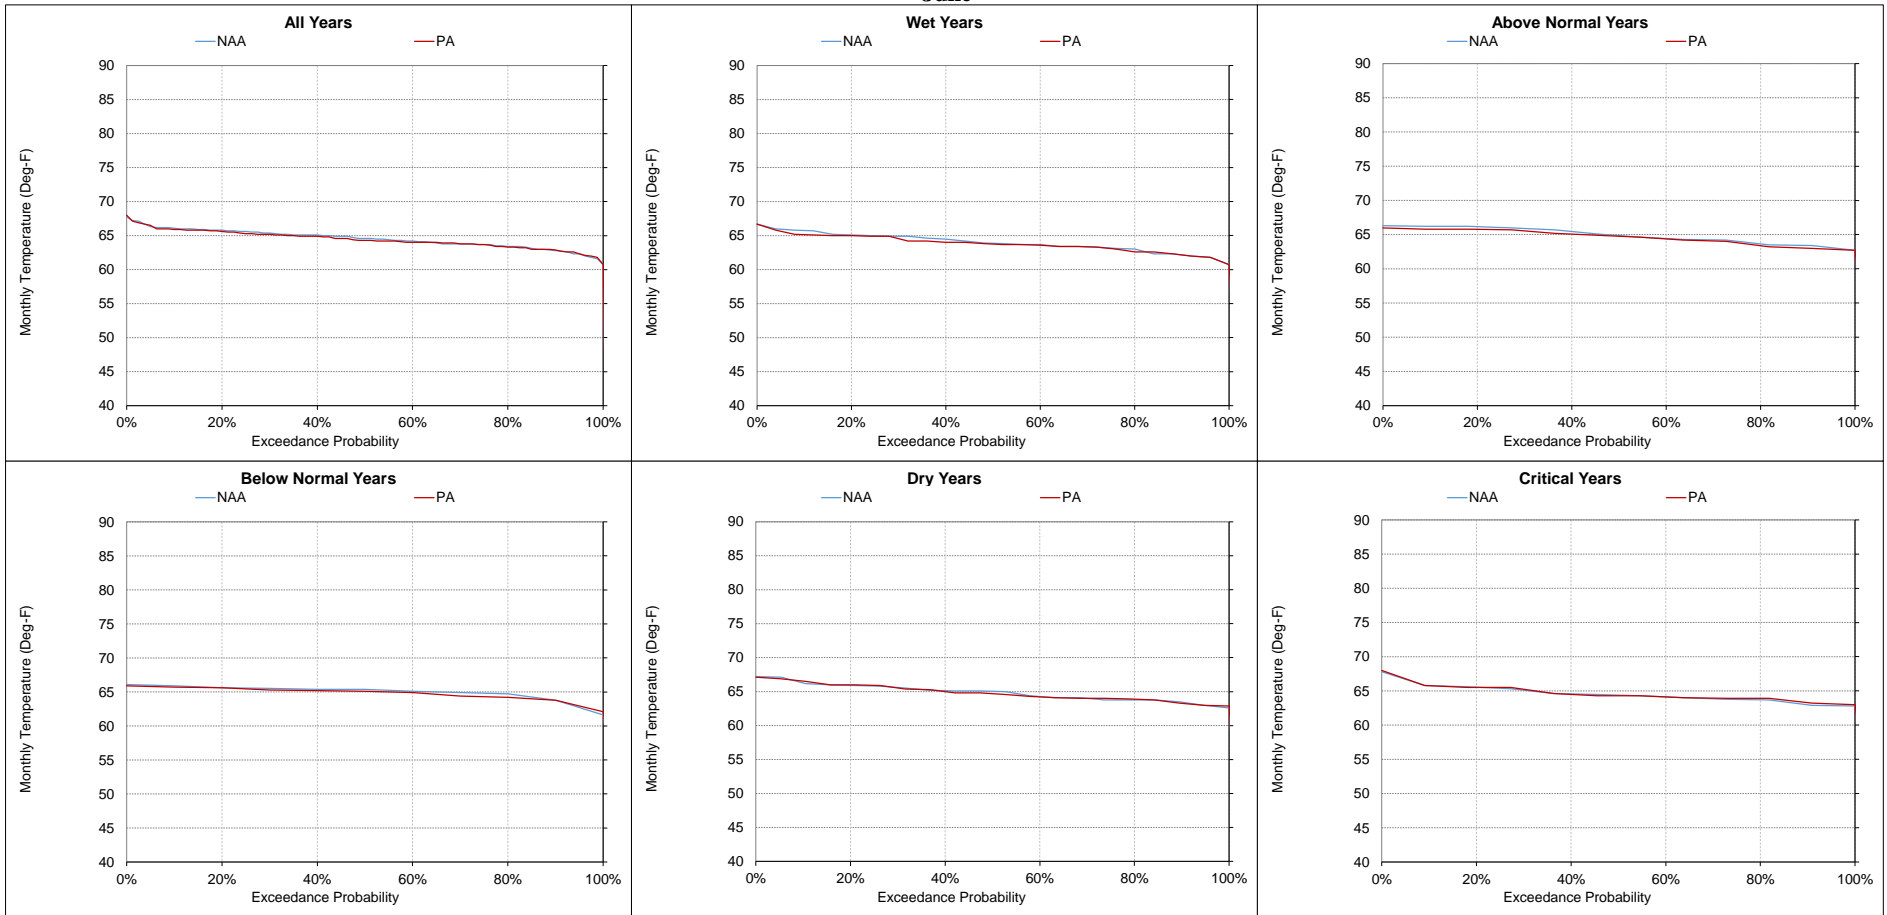 All Years
NAA PA
90
85
80
75
70
65
60
55
50
45
40
0% 20% 40% 60% 80% 100%
Monthly Temperature (Deg-F)
Exceedance Probability
Wet Years
NAA PA
90
85
80
75
70
65
60
55
50
45
40
0% 20% 40% 60% 80% 100%
Monthly Temperature (Deg-F)
Exceedance Probability
Above Normal Years
NAA PA
90
85
80
75
70
65
60
55
50
45
40
0% 20% 40% 60% 80% 100%
Monthly Temperature (Deg-F)
Exceedance Probability
Below Normal Years
NAA PA
90
85
80
75
70
65
60
55
50
45
40
0% 20% 40% 60% 80% 100%
Monthly Temperature (Deg-F)
Exceedance Probability
Dry Years
NAA PA
90
85
80
75
70
65
60
55
50
45
40
0% 20% 40% 60% 80% 100%
Monthly Temperature (Deg-F)
Exceedance Probability
Critical Years
NAA PA
90
85
80
75
70
65
60
55
50
45
40
0% 20% 40% 60% 80% 100%
Monthly Temperature (Deg-F)
Exceedance Probability